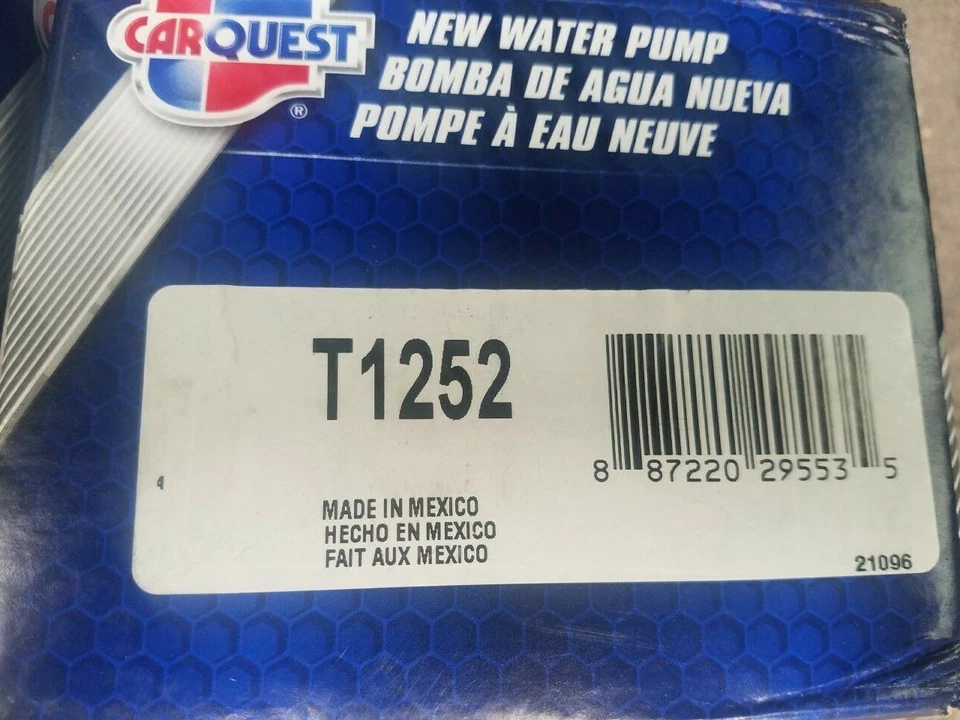 CARQUEST
®
NEW WATER PUMP
BOMBA DE AGUA NUEVA
POMPE À EAU NEUVE
T1252
8 87220 29553 5
4
MADE IN MEXICO
HECHO EN MEXICO
FAIT AUX MEXICO
21096